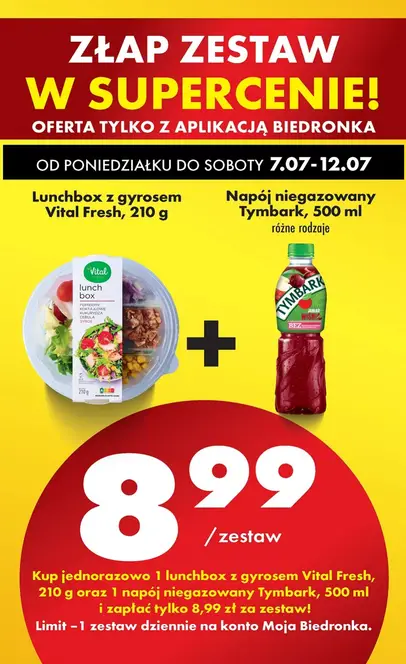 ZŁAP ZESTAW
W SUPERCENIE!
OFERTA TYLKO Z APLIKACJĄ BIEDRONKA
OD PONIEDZIAŁKU DO SOBOTY 7.07-12.07
Lunchbox z gyrosem
Vital Fresh, 210 g
Napój niegazowany
Tymbark, 500 ml
różne rodzaje
Vital
lunch
box
210 g
+
TYMBARK
BEZ
8,99
/zestaw
Kup jednorazowo 1 lunchbox z gyrosem Vital Fresh,
210 g oraz 1 napój niegazowany Tymbark, 500 ml
i zapłać tylko 8,99 zł za zestaw!
Limit –1 zestaw dziennie na konto Moja Biedronka.